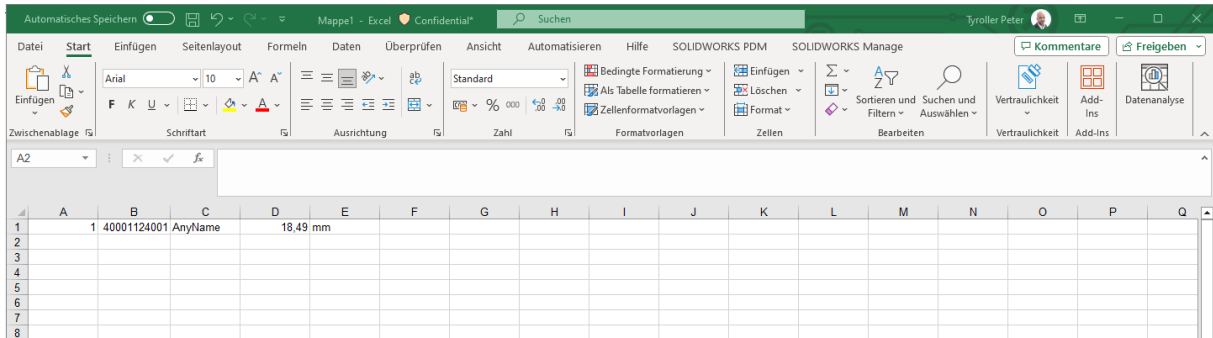 Automatisches Speichern Mappe1 - Excel Confidential* Suchen Tyroller Peter
Datei Start Einfügen Seitenlayout Formeln Daten Überprüfen Ansicht Automatisieren Hilfe SOLIDWORKS PDM SOLIDWORKS Manage Kommentare Freigeben
Arial 10 A A Standard Bedingte Formatierung Einfügen Σ
Als Tabelle formatieren Löschen
Einfügen F K U A % 000 Zellenformatvorlagen Format Sortieren und Filtern Suchen und Auswählen Vertraulichkeit Add-Ins Datenanalyse
Zwischenablage Schriftart Ausrichtung Zahl Formatvorlagen Zellen Bearbeiten Vertraulichkeit Add-Ins
A2 fx
A B C D E F G H I J K L M N O P Q
1 1 40001124001 AnyName 18,49 mm
2
3
4
5
6
7
8